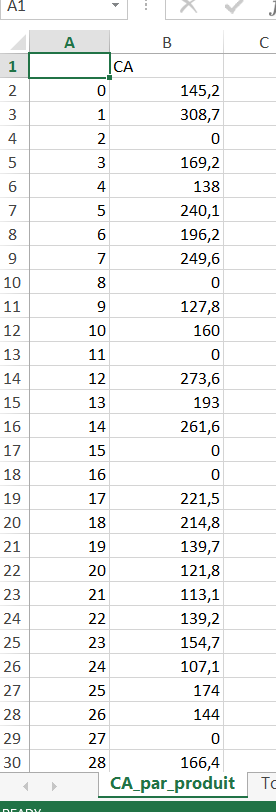 A1
A B C
1 CA
2 0 145,2
3 1 308,7
4 2 0
5 3 169,2
6 4 138
7 5 240,1
8 6 196,2
9 7 249,6
10 8 0
11 9 127,8
12 10 160
13 11 0
14 12 273,6
15 13 193
16 14 261,6
17 15 0
18 16 0
19 17 221,5
20 18 214,8
21 19 139,7
22 20 121,8
23 21 113,1
24 22 139,2
25 23 154,7
26 24 107,1
27 25 174
28 26 144
29 27 0
30 28 166,4
CA_par_produit
READY